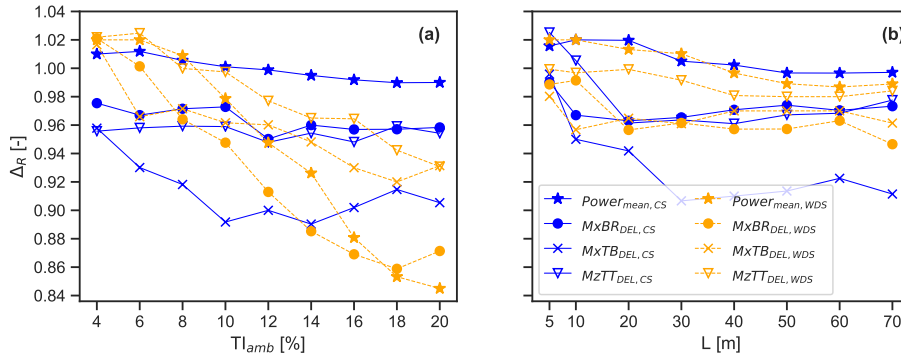 (a)
1.04
1.02
1.00
0.98
0.96
0.94
0.92
0.90
0.88
0.86
0.84
Δ_R [-]
4 6 8 10 12 14 16 18 20
TI_amb [%]
(b)
Power_mean,CS
MxBR_DEL,CS
MxTB_DEL,CS
MzTT_DEL,CS
Power_mean,WDS
MxBR_DEL,WDS
MxTB_DEL,WDS
MzTT_DEL,WDS
5 10 20 30 40 50 60 70
L [m]